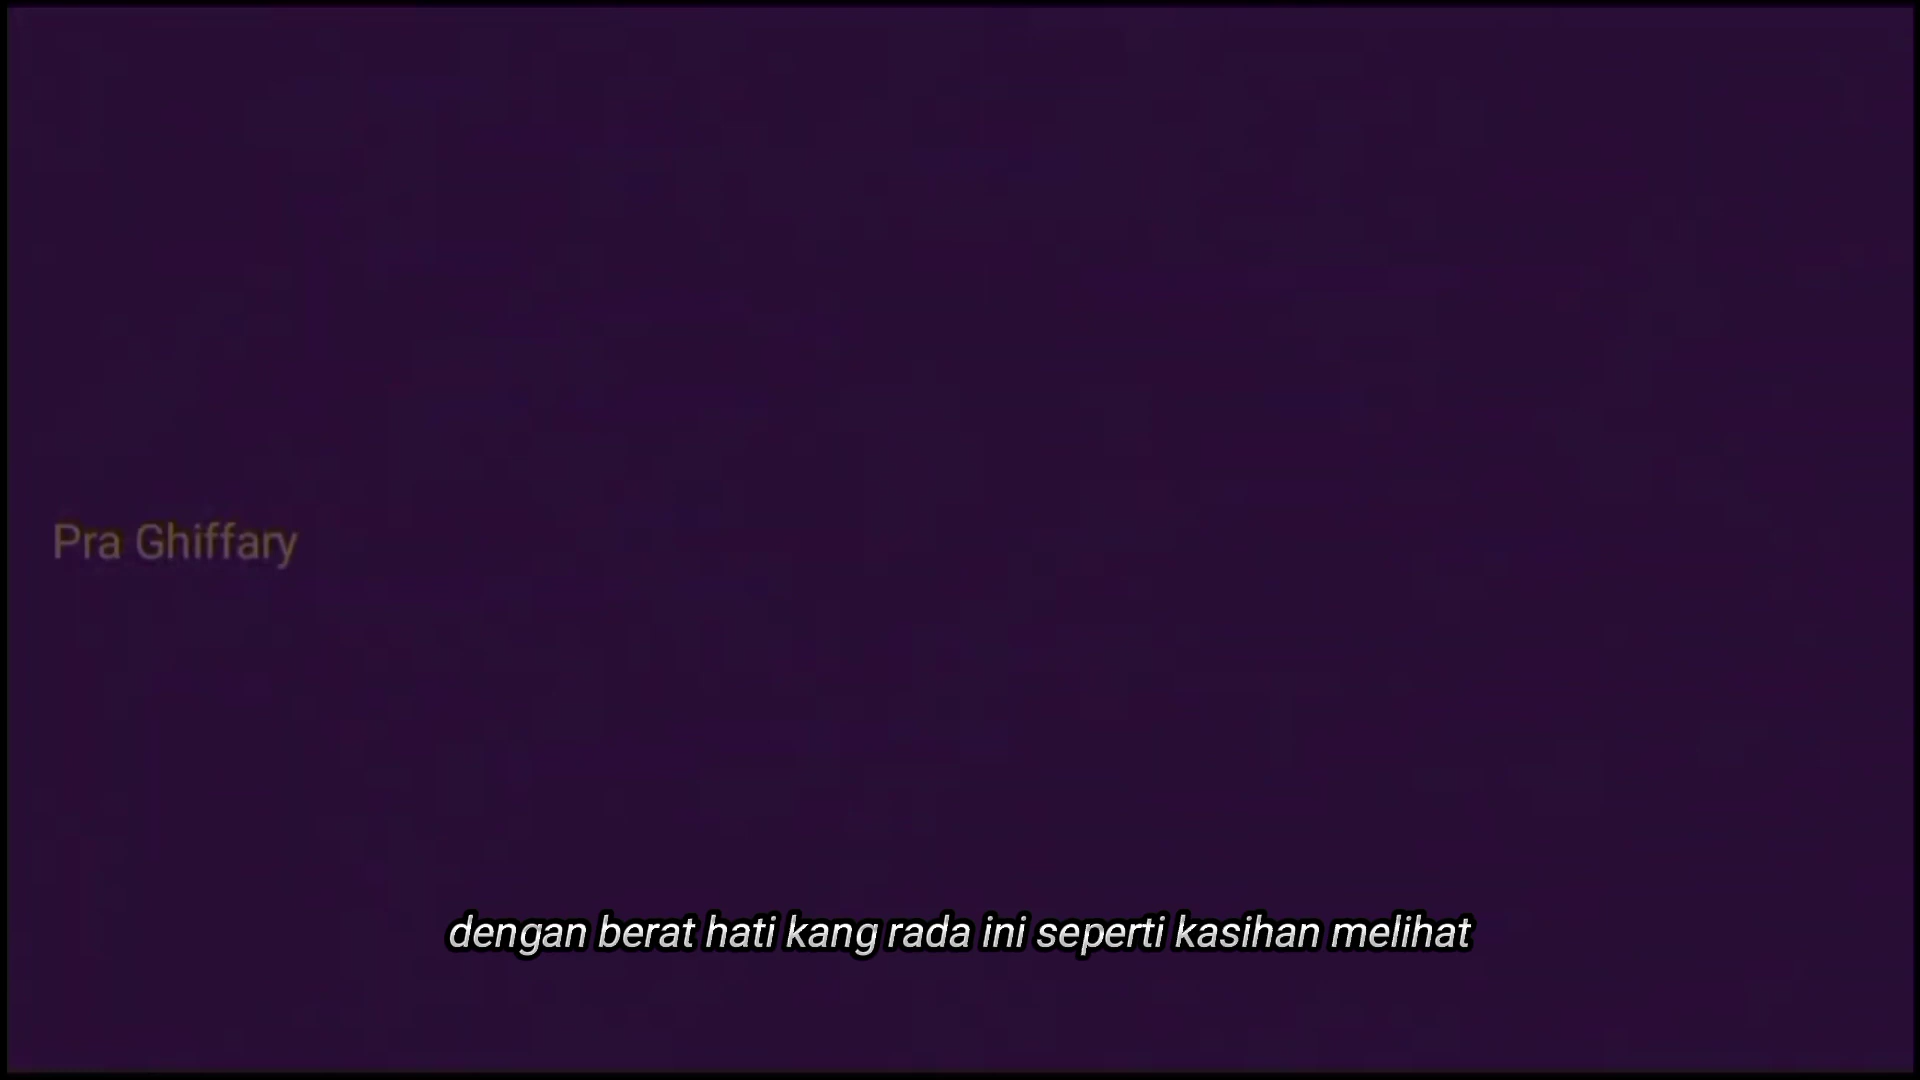 Pra Ghiffary
dengan berat hati kang rada ini seperti kasihan melihat